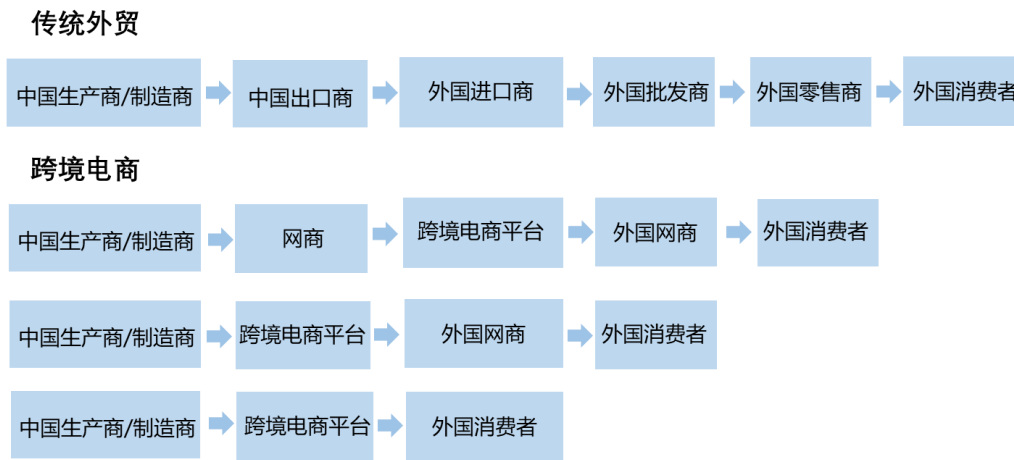 传统外贸
中国生产商/制造商 中国出口商 外国进口商 外国批发商 外国零售商 外国消费者
跨境电商
中国生产商/制造商 网商 跨境电商平台 外国网商 外国消费者
中国生产商/制造商 跨境电商平台 外国网商 外国消费者
中国生产商/制造商 跨境电商平台 外国消费者